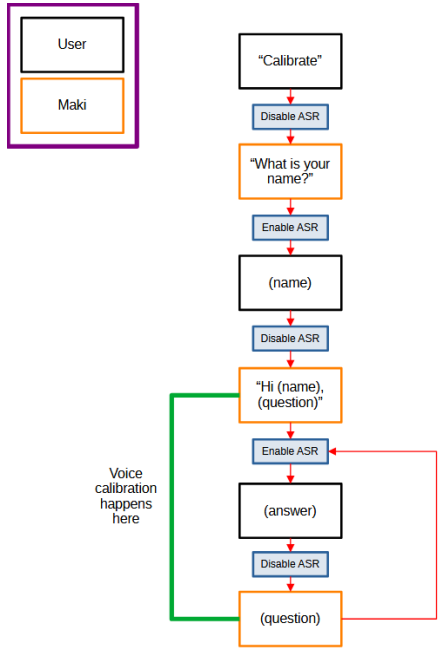 User
Maki
“Calibrate”
Disable ASR
“What is your
name?”
Enable ASR
(name)
Disable ASR
“Hi (name),
(question)”
Enable ASR
Voice
calibration
happens
here
(answer)
Disable ASR
(question)